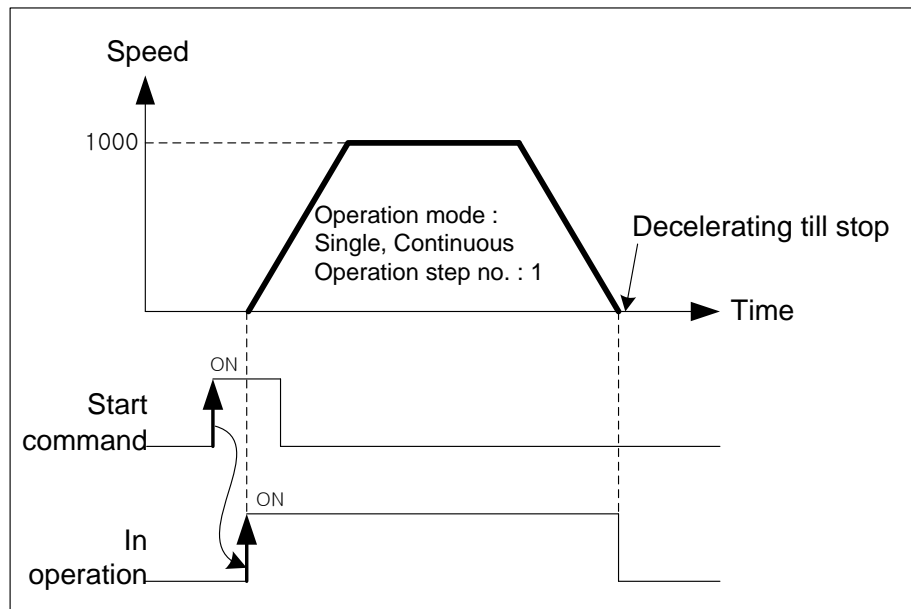 Speed
1000
Operation mode :
Single, Continuous
Operation step no. : 1
Decelerating till stop
Time
ON
Start
command
ON
In
operation